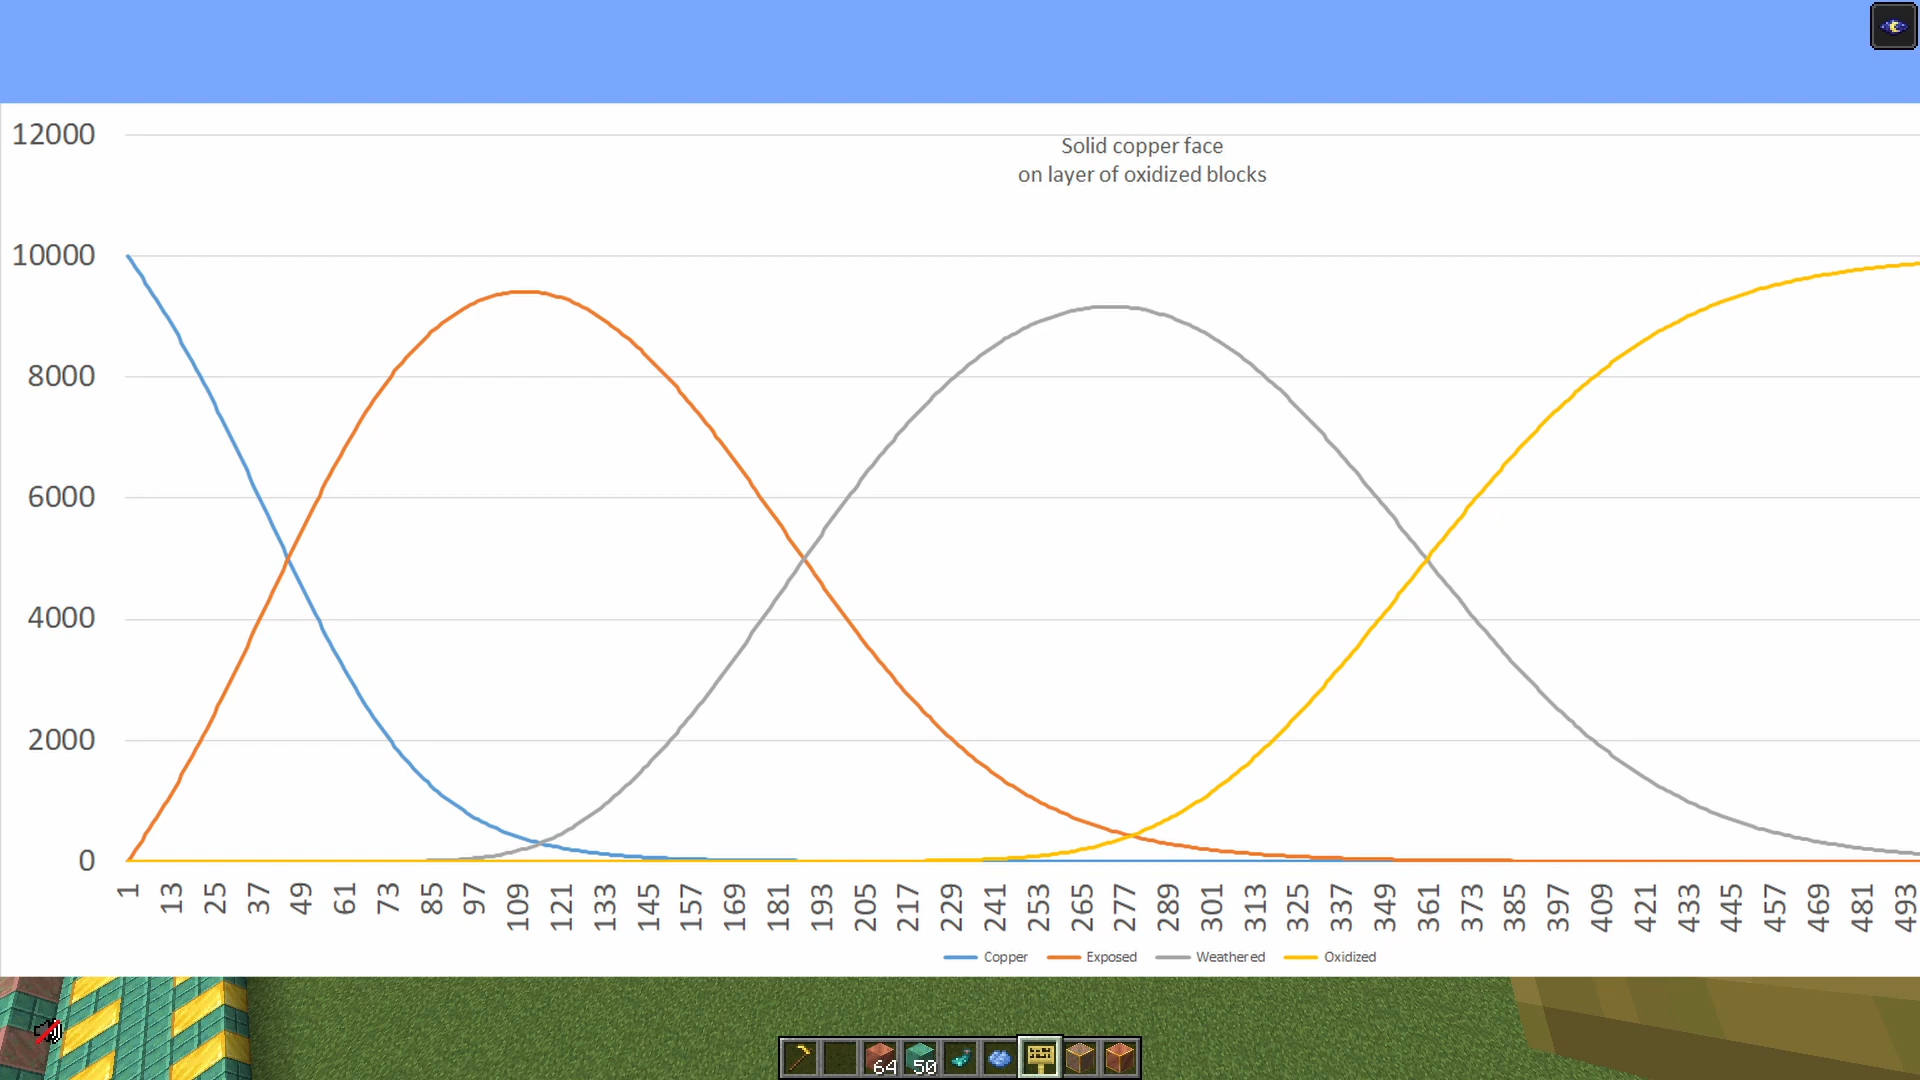 Solid copper face
on layer of oxidized blocks
12000
10000
8000
6000
4000
2000
0
1 13 25 37 49 61 73 85 97 109 121 133 145 157 169 181 193 205 217 229 241 253 265 277 289 301 313 325 337 349 361 373 385 397 409 421 433 445 457 469 481 493
Copper Exposed Weathered Oxidized
64 50